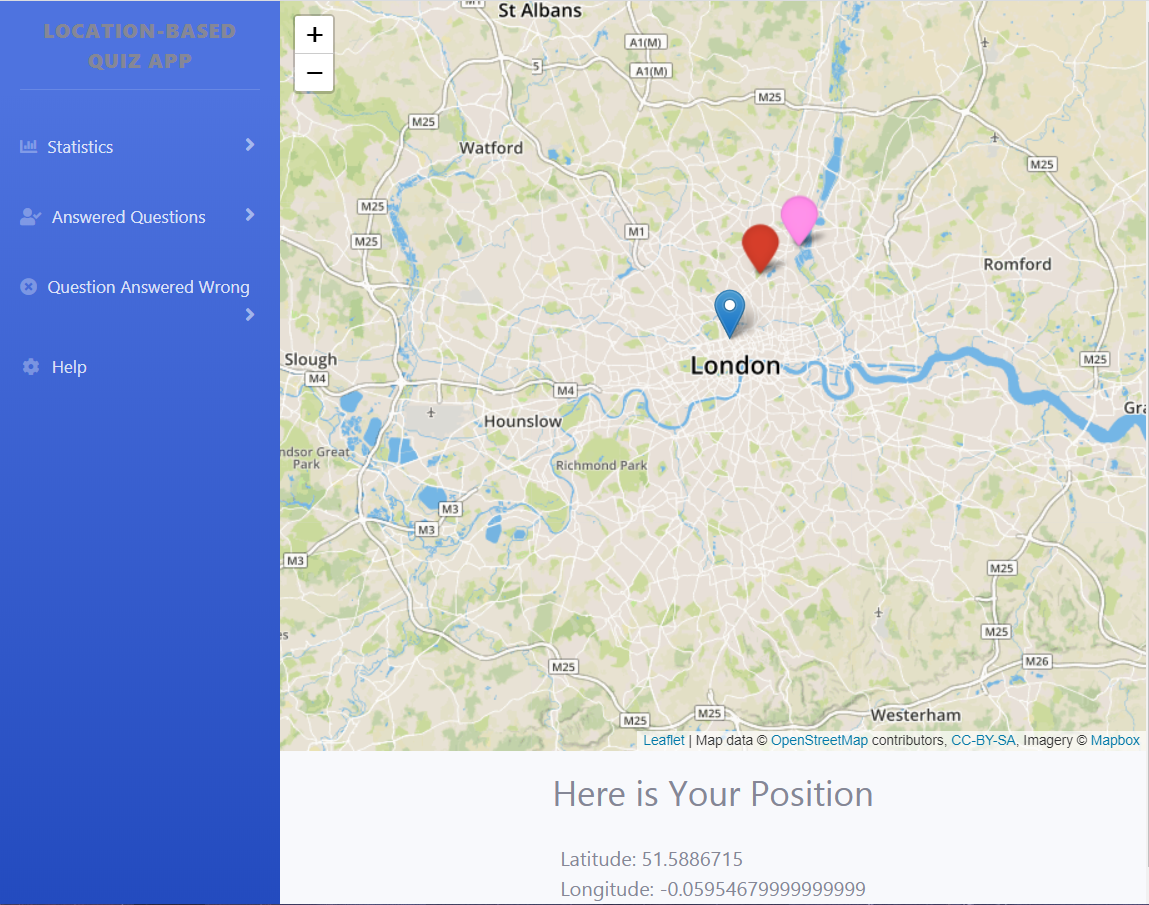 LOCATION-BASED
QUIZ APP
Statistics
Answered Questions
Question Answered Wrong
Help
+
−
St Albans
A1(M)
5
A1(M)
M25
M25
Watford
M25
M25
M1
M25
Romford
Slough
M4
London
M25
M4
Hounslow
Gra
ndsor Great
Park
Richmond Park
M3
M3
M3
M25
es
M25
M25
M26
M25
M25
Westerham
Leaflet | Map data © OpenStreetMap contributors, CC-BY-SA, Imagery © Mapbox
Here is Your Position
Latitude: 51.5886715
Longitude: -0.05954679999999999